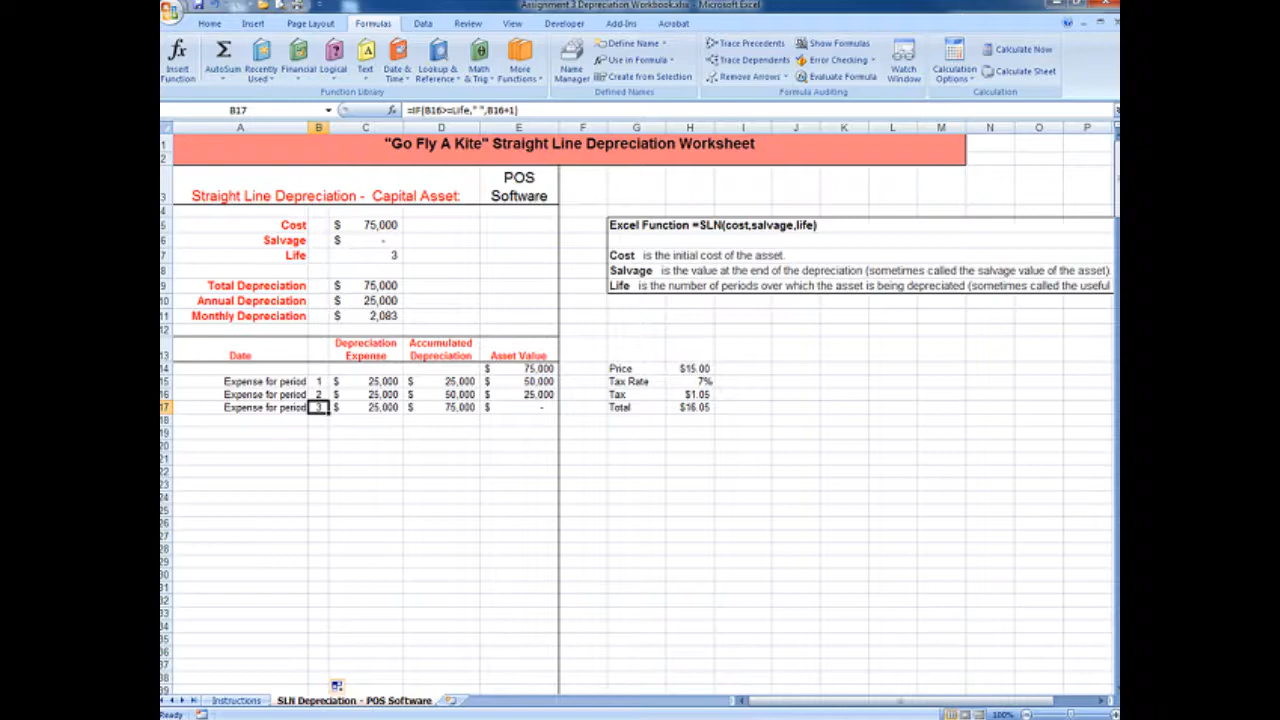 Assignment 3 Depreciation Workbook.xlsx - Microsoft Excel
Home Insert Page Layout Formulas Data Review View Developer Add-Ins Acrobat
Insert Function
AutoSum
Recently Used
Financial
Logical
Text
Date & Time
Lookup & Reference
Math & Trig
More Functions
Function Library
Name Manager
Define Name
Use in Formula
Create from Selection
Defined Names
Trace Precedents
Trace Dependents
Remove Arrows
Show Formulas
Error Checking
Evaluate Formula
Watch Window
Formula Auditing
Calculation Options
Calculate Now
Calculate Sheet
Calculation
B17 fx =IF(B16>=Life," ",B16+1)
A B C D E F G H I J K L M N O P
"Go Fly A Kite" Straight Line Depreciation Worksheet
Straight Line Depreciation - Capital Asset: POS Software
Cost $ 75,000
Salvage $ -
Life 3
Total Depreciation $ 75,000
Annual Depreciation $ 25,000
Monthly Depreciation $ 2,083
Excel Function =SLN(cost,salvage,life)
Cost is the initial cost of the asset.
Salvage is the value at the end of the depreciation (sometimes called the salvage value of the asset)
Life is the number of periods over which the asset is being depreciated (sometimes called the useful
Date Depreciation Expense Accumulated Depreciation Asset Value
$ 75,000
Expense for period 1 $ 25,000 $ 25,000 $ 50,000
Expense for period 2 $ 25,000 $ 50,000 $ 25,000
Expense for period 3 $ 25,000 $ 75,000 $ -
Price $15.00
Tax Rate 7%
Tax $1.05
Total $16.05
Instructions SLN Depreciation - POS Software
Ready 100%